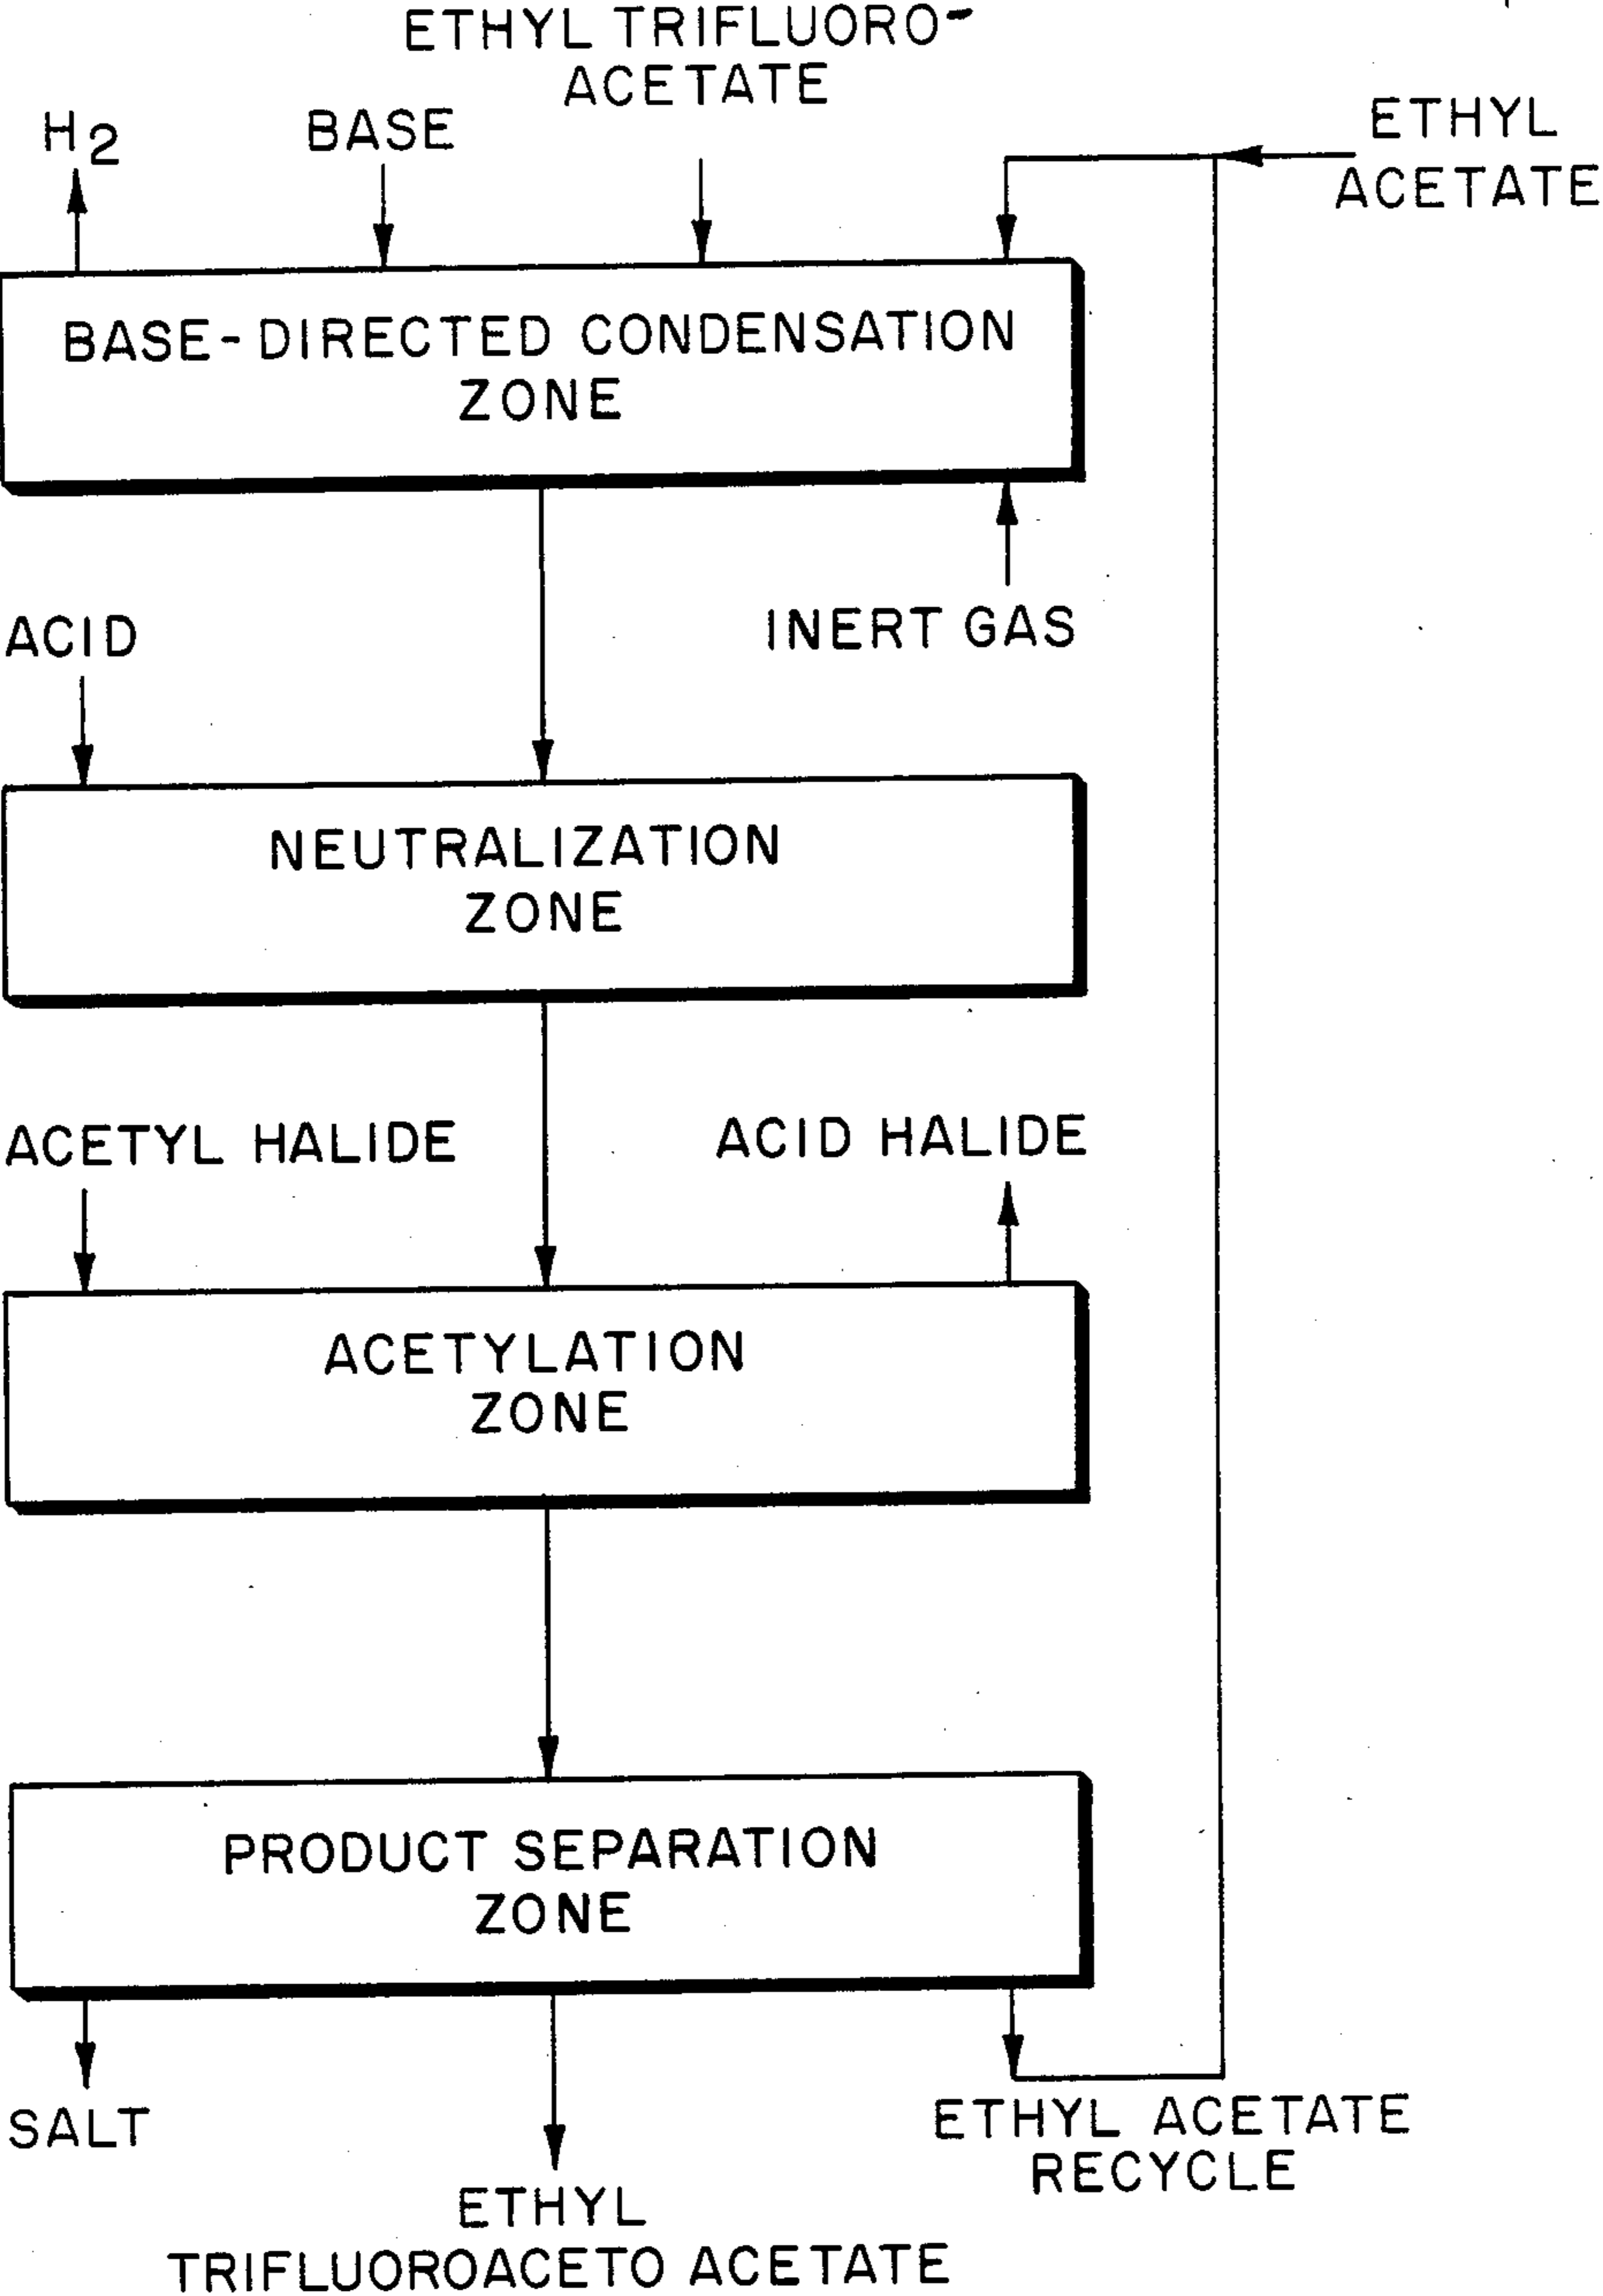 ETHYL TRIFLUORO-
ACETATE
H2
BASE
ETHYL
ACETATE
BASE-DIRECTED CONDENSATION
ZONE
INERT GAS
ACID
NEUTRALIZATION
ZONE
ACETYL HALIDE
ACID HALIDE
ACETYLATION
ZONE
PRODUCT SEPARATION
ZONE
SALT
ETHYL ACETATE
RECYCLE
ETHYL
TRIFLUOROACETO ACETATE